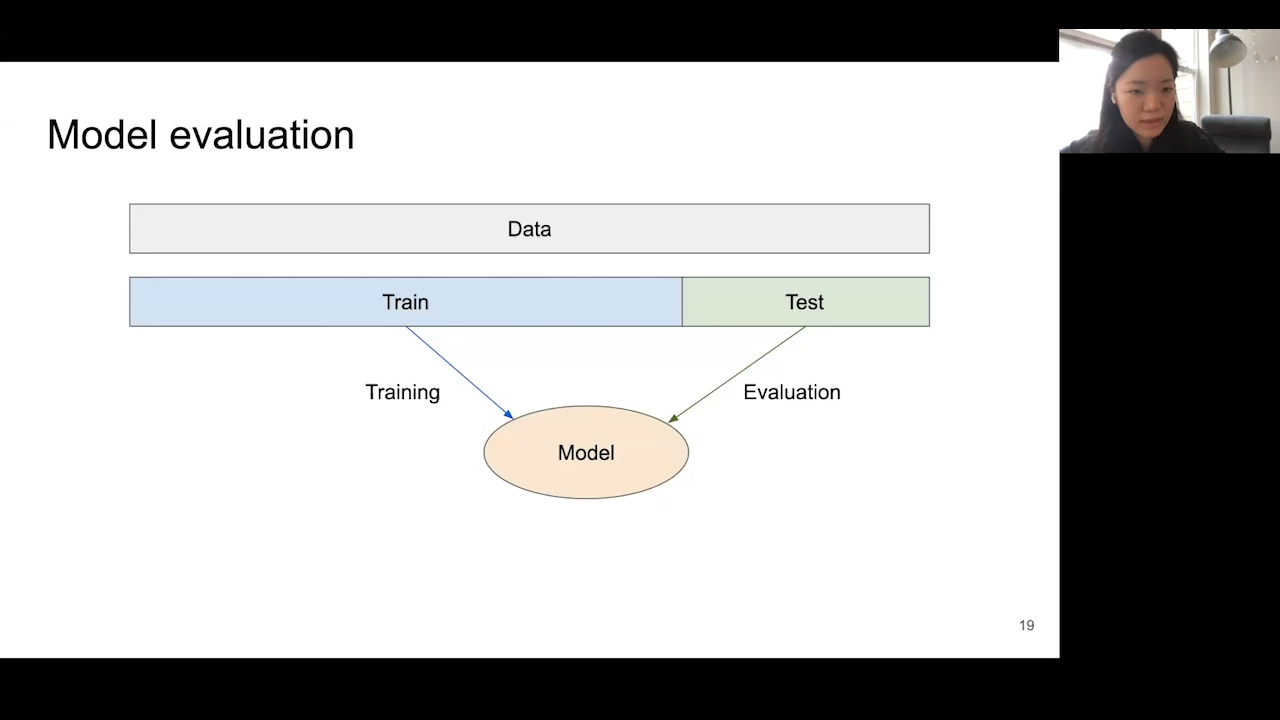 Model evaluation
Data
Train
Test
Training
Evaluation
Model
19